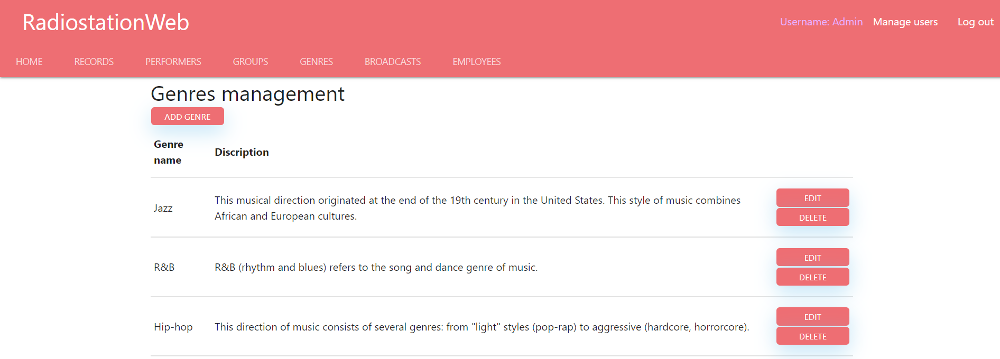 RadiostationWeb
Username: Admin Manage users Log out
HOME RECORDS PERFORMERS GROUPS GENRES BROADCASTS EMPLOYEES
Genres management
ADD GENRE
Genre
name
Discription
Jazz
This musical direction originated at the end of the 19th century in the United States. This style of music combines
African and European cultures.
EDIT
DELETE
R&B
R&B (rhythm and blues) refers to the song and dance genre of music.
EDIT
DELETE
Hip-hop
This direction of music consists of several genres: from "light" styles (pop-rap) to aggressive (hardcore, horrorcore).
EDIT
DELETE